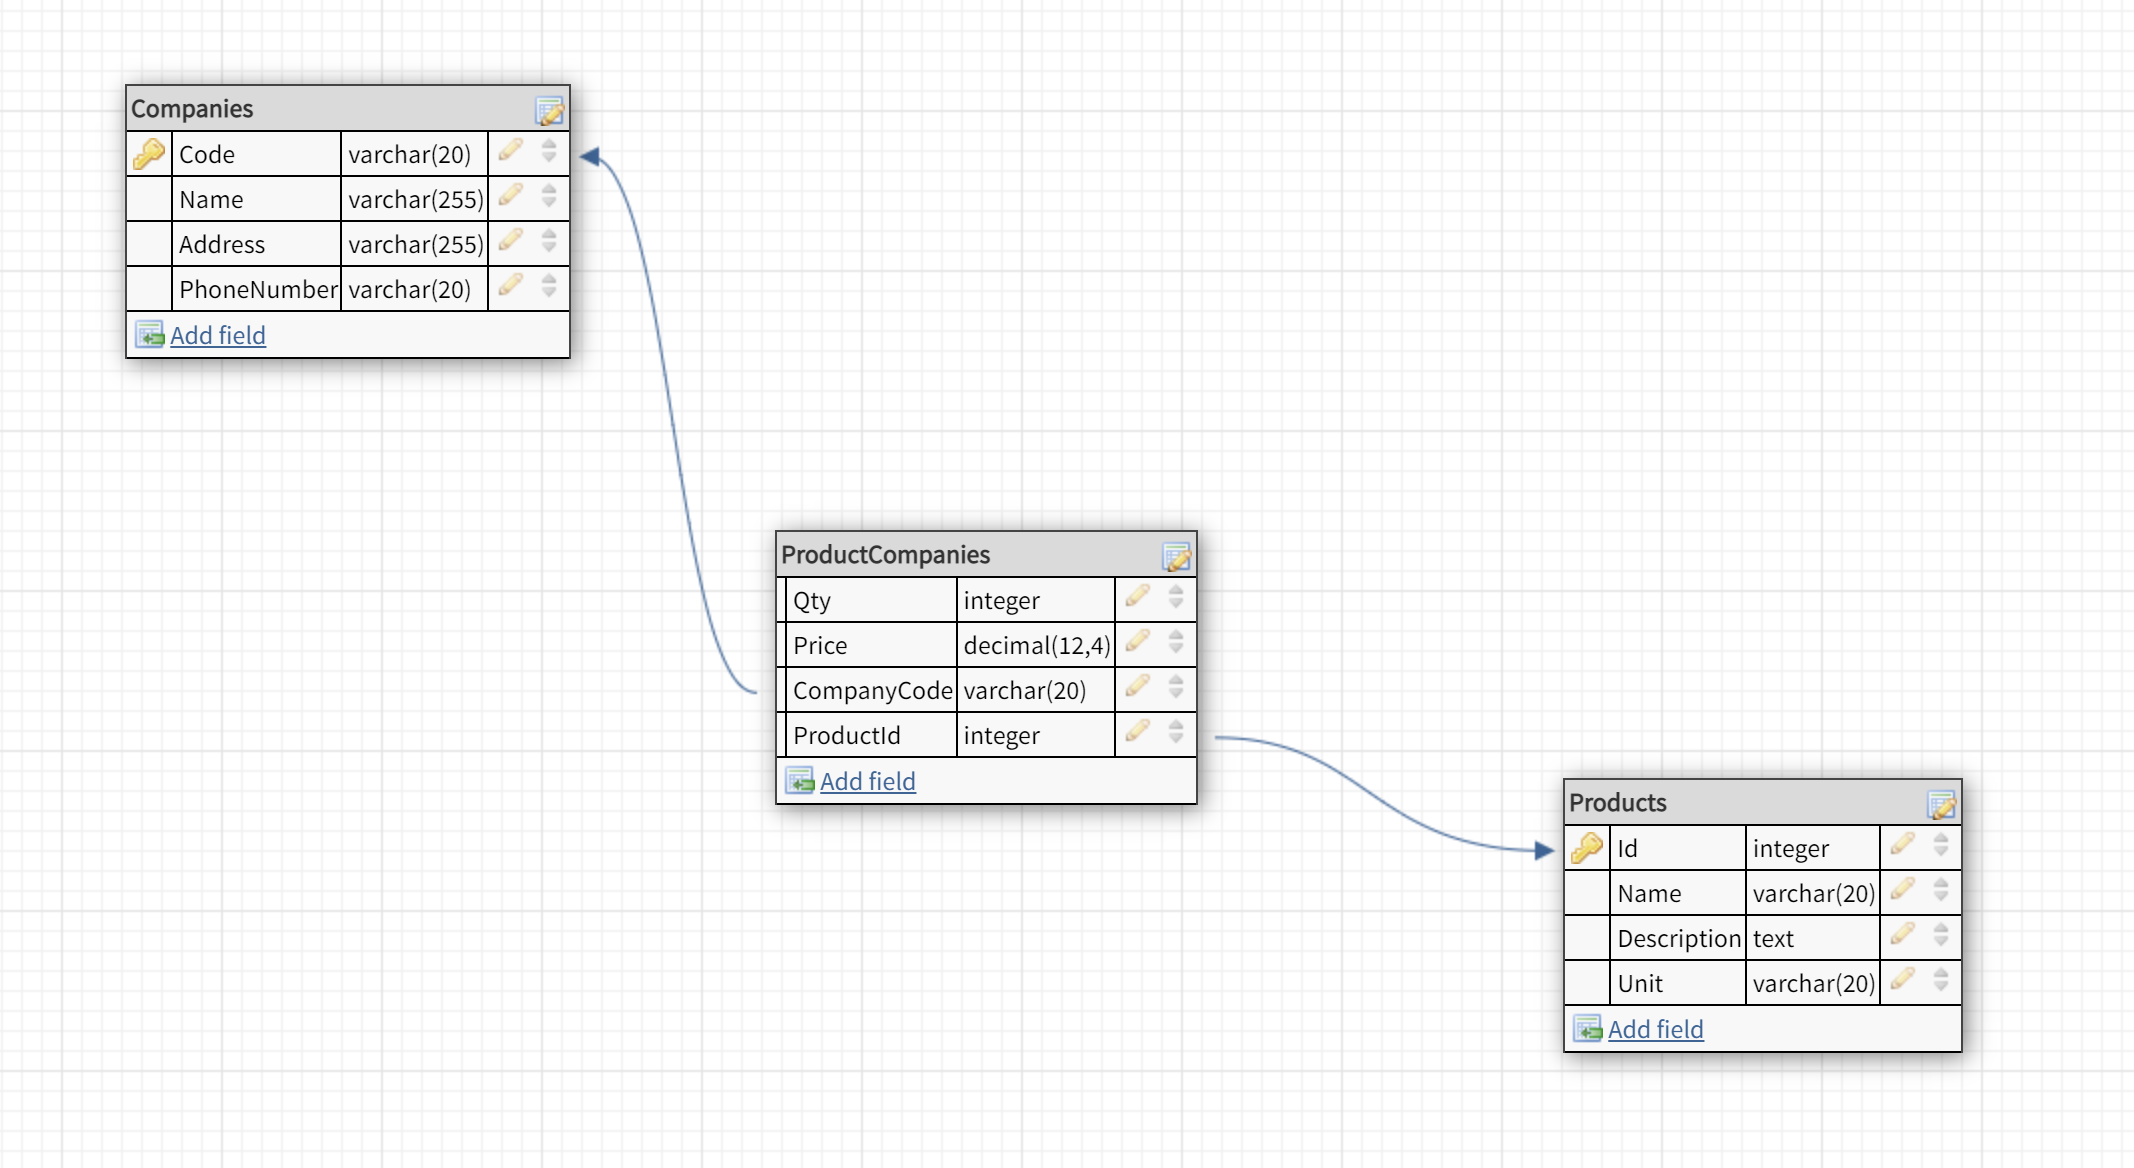 Companies
Code varchar(20)
Name varchar(255)
Address varchar(255)
PhoneNumber varchar(20)
Add field
ProductCompanies
Qty integer
Price decimal(12,4)
CompanyCode varchar(20)
ProductId integer
Add field
Products
Id integer
Name varchar(20)
Description text
Unit varchar(20)
Add field